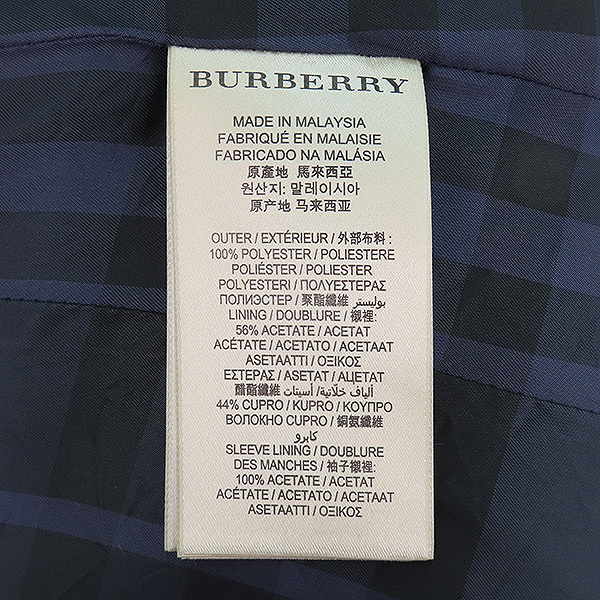 BURBERRY
MADE IN MALAYSIA
FABRIQUÉ EN MALAISIE
FABRICADO NA MALÁSIA
原產地 馬來西亞
원산지: 말레이시아
原产地 马来西亚
OUTER / EXTÉRIEUR / 外部布料 :
100% POLYESTER / POLIESTERE
POLIÉSTER / POLIESTER
POLYESTERI / ΠΟΛΥΕΣΤΕΡΑΣ
ПОЛИЭСТЕР / 聚酯纖維 / بوليستر
LINING / DOUBLURE / 襯裡:
56% ACETATE / ACETAT
ACÉTATE / ACETATO / ACETAAT
ASETAATTI / ΟΞΙΚΟΣ
ΕΣΤΕΡΑΣ / ASETAT / АЦЕТАТ
醋酯纖維 / ألياف خلّاتية / أسيتات
44% CUPRO / KUPRO / ΚΟΥΠΡΟ
ВОЛОКНО CUPRO / 銅氨纖維
كابرو
SLEEVE LINING / DOUBLURE
DES MANCHES / 袖子襯裡:
100% ACETATE / ACETAT
ACÉTATE / ACETATO / ACETAAT
ASETAATTI / ΟΞΙΚΟΣ